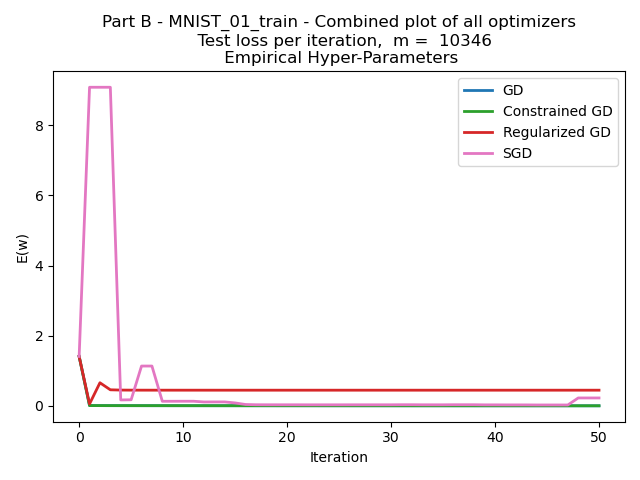 Part B - MNIST_01_train - Combined plot of all optimizers
Test loss per iteration, m = 10346
Empirical Hyper-Parameters
GD
Constrained GD
Regularized GD
SGD
8
6
4
2
0
E(w)
0 10 20 30 40 50
Iteration